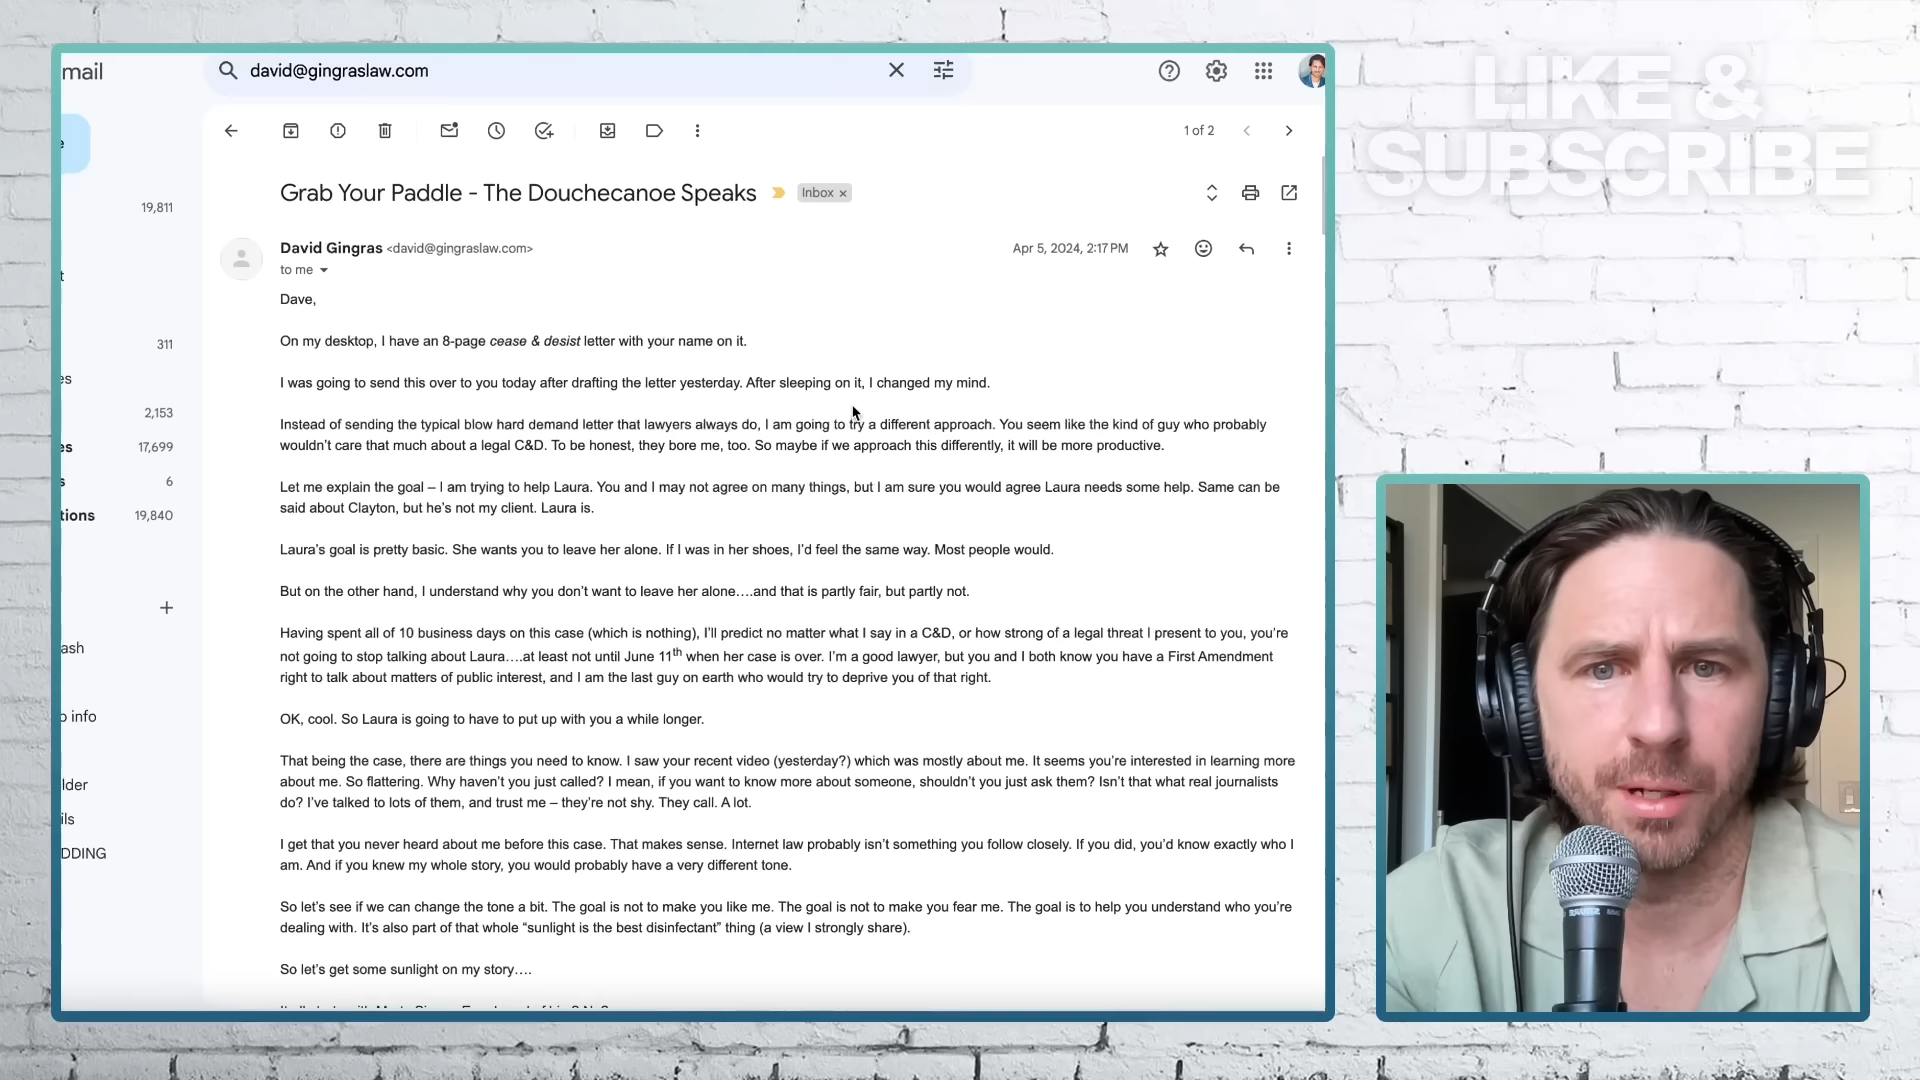 mail
david@gingraslaw.com
LIKE &
SUBSCRIBE
1 of 2
e
Grab Your Paddle - The Douchecanoe Speaks
Inbox ×
19,811
David Gingras <david@gingraslaw.com>
Apr 5, 2024, 2:17 PM
to me
t
Dave,
On my desktop, I have an 8-page cease & desist letter with your name on it.
311
es
I was going to send this over to you today after drafting the letter yesterday. After sleeping on it, I changed my mind.
2,153
Instead of sending the typical blow hard demand letter that lawyers always do, I am going to try a different approach. You seem like the kind of guy who probably
es
17,699
wouldn't care that much about a legal C&D. To be honest, they bore me, too. So maybe if we approach this differently, it will be more productive.
s
6
Let me explain the goal – I am trying to help Laura. You and I may not agree on many things, but I am sure you would agree Laura needs some help. Same can be
tions
19,840
said about Clayton, but he's not my client. Laura is.
Laura's goal is pretty basic. She wants you to leave her alone. If I was in her shoes, I'd feel the same way. Most people would.
But on the other hand, I understand why you don't want to leave her alone….and that is partly fair, but partly not.
Having spent all of 10 business days on this case (which is nothing), I'll predict no matter what I say in a C&D, or how strong of a legal threat I present to you, you're
ash
not going to stop talking about Laura….at least not until June 11th when her case is over. I'm a good lawyer, but you and I both know you have a First Amendment
right to talk about matters of public interest, and I am the last guy on earth who would try to deprive you of that right.
o info
OK, cool. So Laura is going to have to put up with you a while longer.
That being the case, there are things you need to know. I saw your recent video (yesterday?) which was mostly about me. It seems you're interested in learning more
lder
about me. So flattering. Why haven't you just called? I mean, if you want to know more about someone, shouldn't you just ask them? Isn't that what real journalists
ils
do? I've talked to lots of them, and trust me – they're not shy. They call. A lot.
DDING
I get that you never heard about me before this case. That makes sense. Internet law probably isn't something you follow closely. If you did, you'd know exactly who I
am. And if you knew my whole story, you would probably have a very different tone.
So let's see if we can change the tone a bit. The goal is not to make you like me. The goal is not to make you fear me. The goal is to help you understand who you're
dealing with. It's also part of that whole "sunlight is the best disinfectant" thing (a view I strongly share).
So let's get some sunlight on my story….